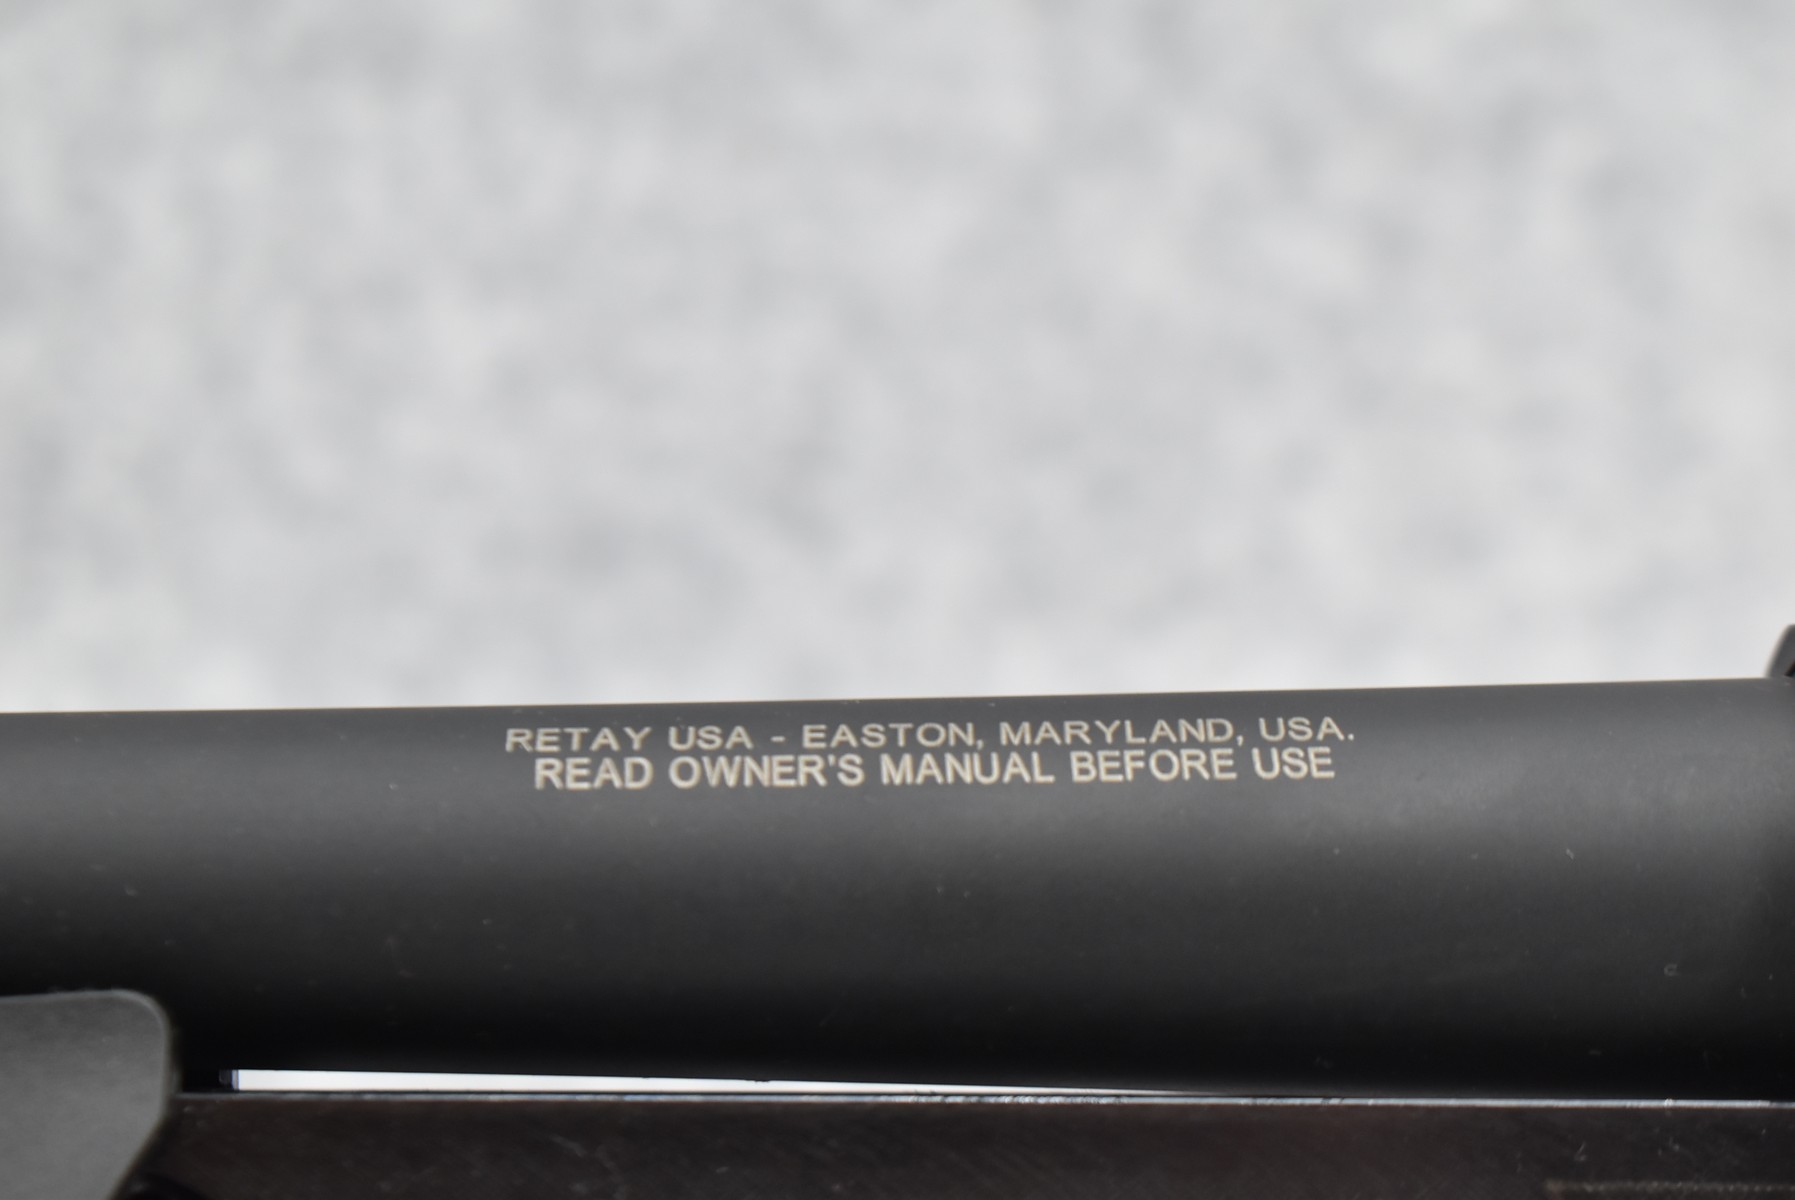 RETAY USA - EASTON, MARYLAND, USA.
READ OWNER'S MANUAL BEFORE USE